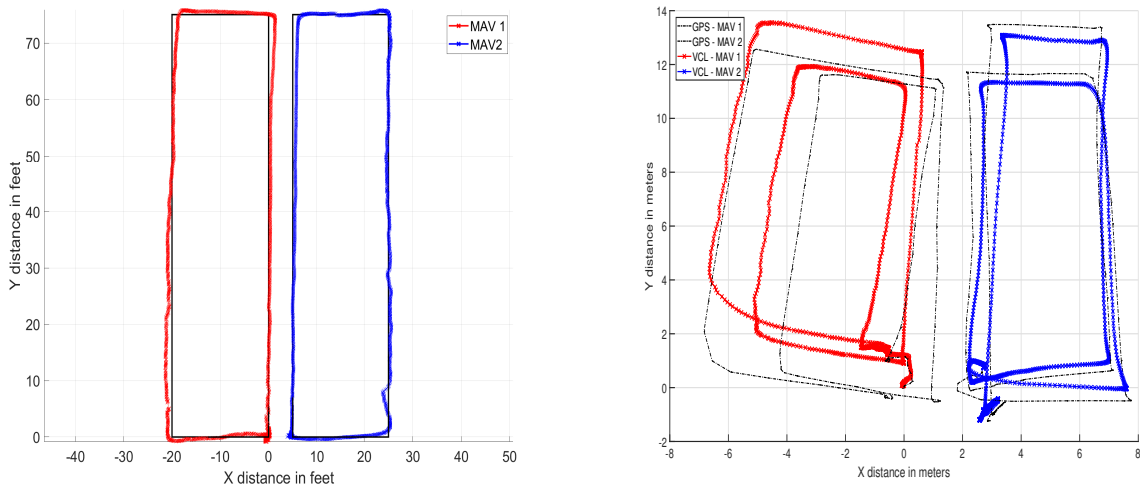 MAV 1
MAV2
70
60
50
40
30
20
10
0
Y distance in feet
-40 -30 -20 -10 0 10 20 30 40 50
X distance in feet
GPS - MAV 1
GPS - MAV 2
VCL - MAV 1
VCL - MAV 2
14
12
10
8
6
4
2
0
-2
Y distance in meters
-8 -6 -4 -2 0 2 4 6 8
X distance in meters